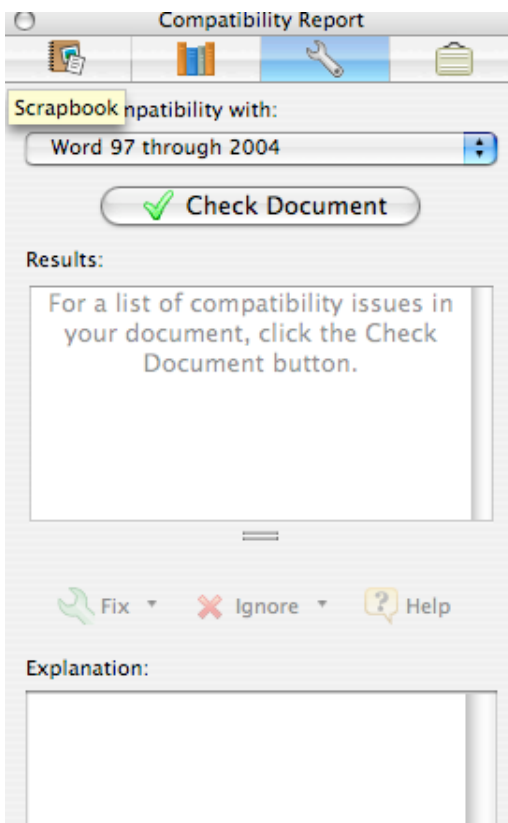 Compatibility Report
Scrapbook
mpatibility with:
Word 97 through 2004
Check Document
Results:
For a list of compatibility issues in
your document, click the Check
Document button.
Fix
Ignore
? Help
Explanation: